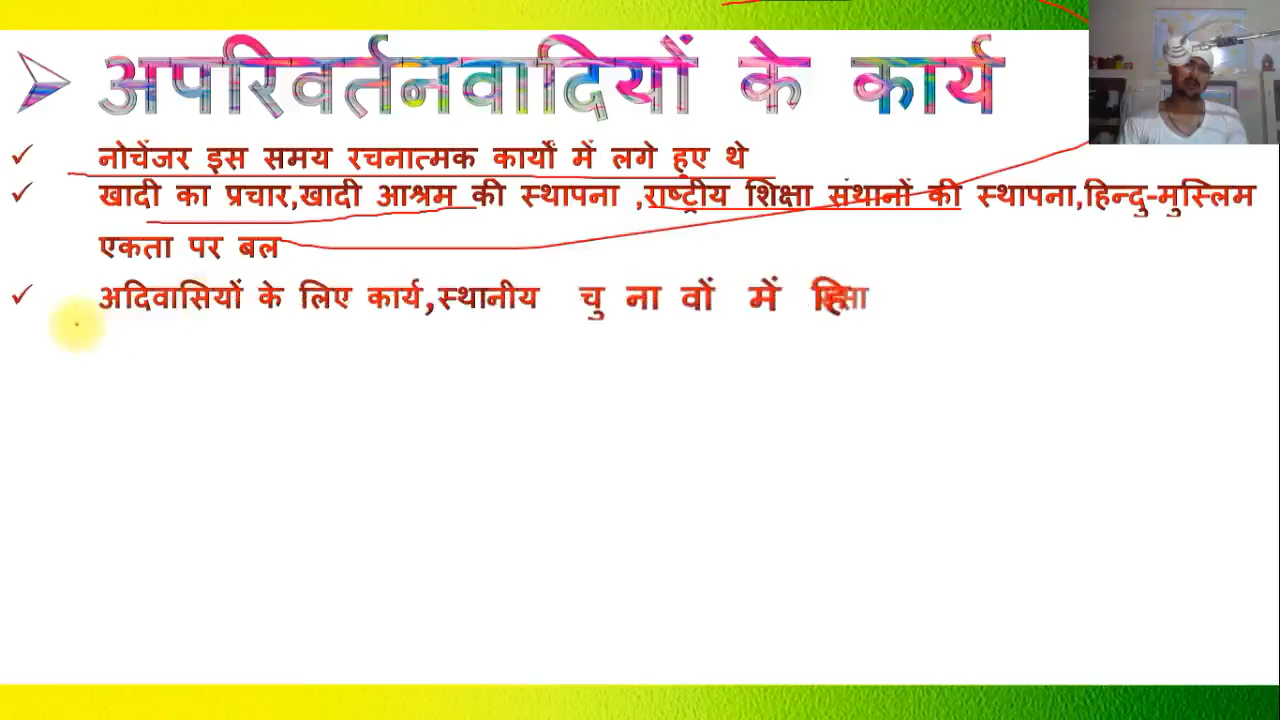 अपरिवर्तनवादियों के कार्य
नोचेंजर इस समय रचनात्मक कार्यों में लगे हुए थे
खादी का प्रचार,खादी आश्रम की स्थापना ,राष्ट्रीय शिक्षा संथानों की स्थापना,हिन्दु-मुस्लिम
एकता पर बल
अदिवासियों के लिए कार्य,स्थानीय चुनावों में